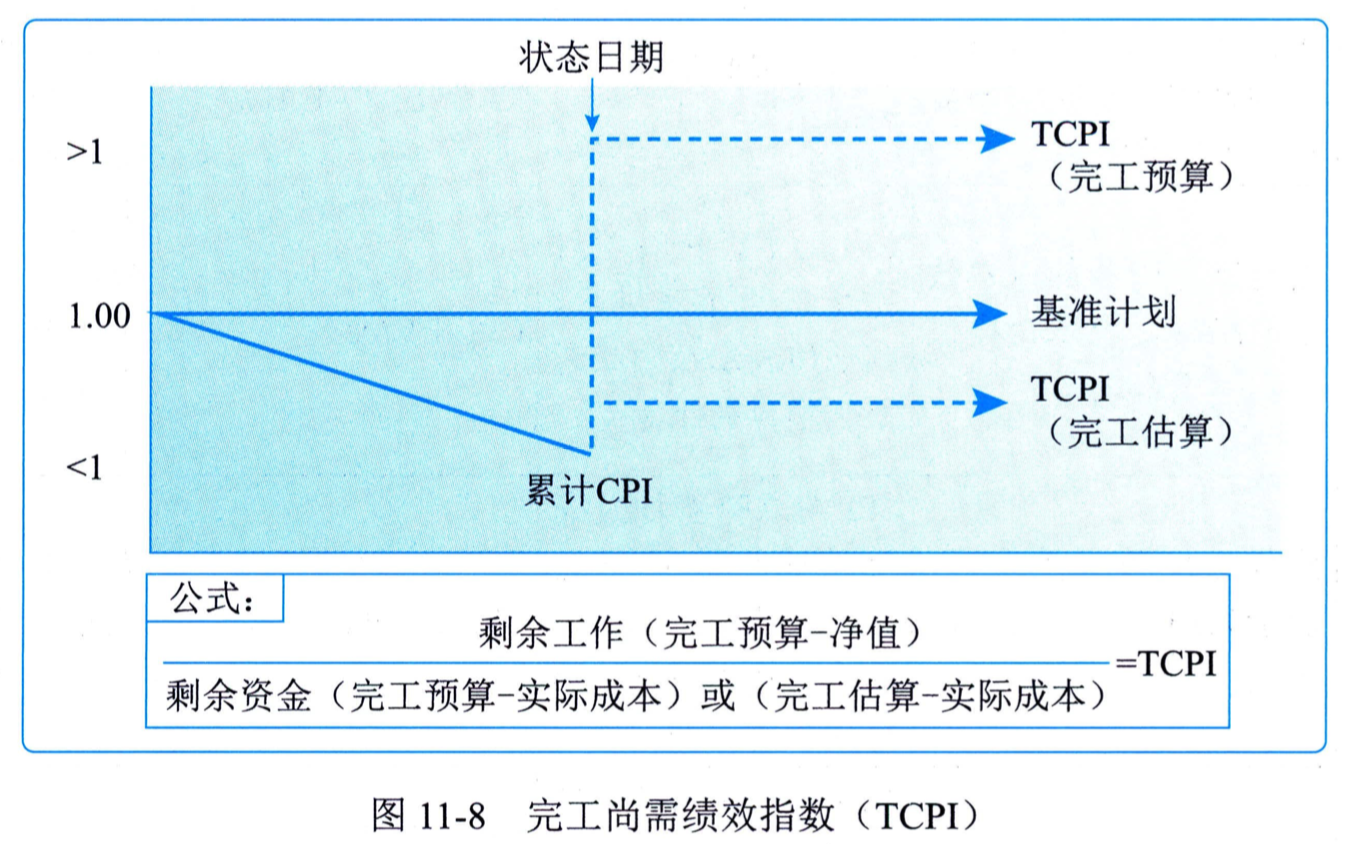 状态日期
>1
TCPI
（完工预算）
1.00
基准计划
TCPI
（完工估算）
<1
累计CPI
公式：
剩余工作（完工预算-净值）
剩余资金（完工预算-实际成本）或（完工估算-实际成本）
=TCPI
图 11-8 完工尚需绩效指数（TCPI）